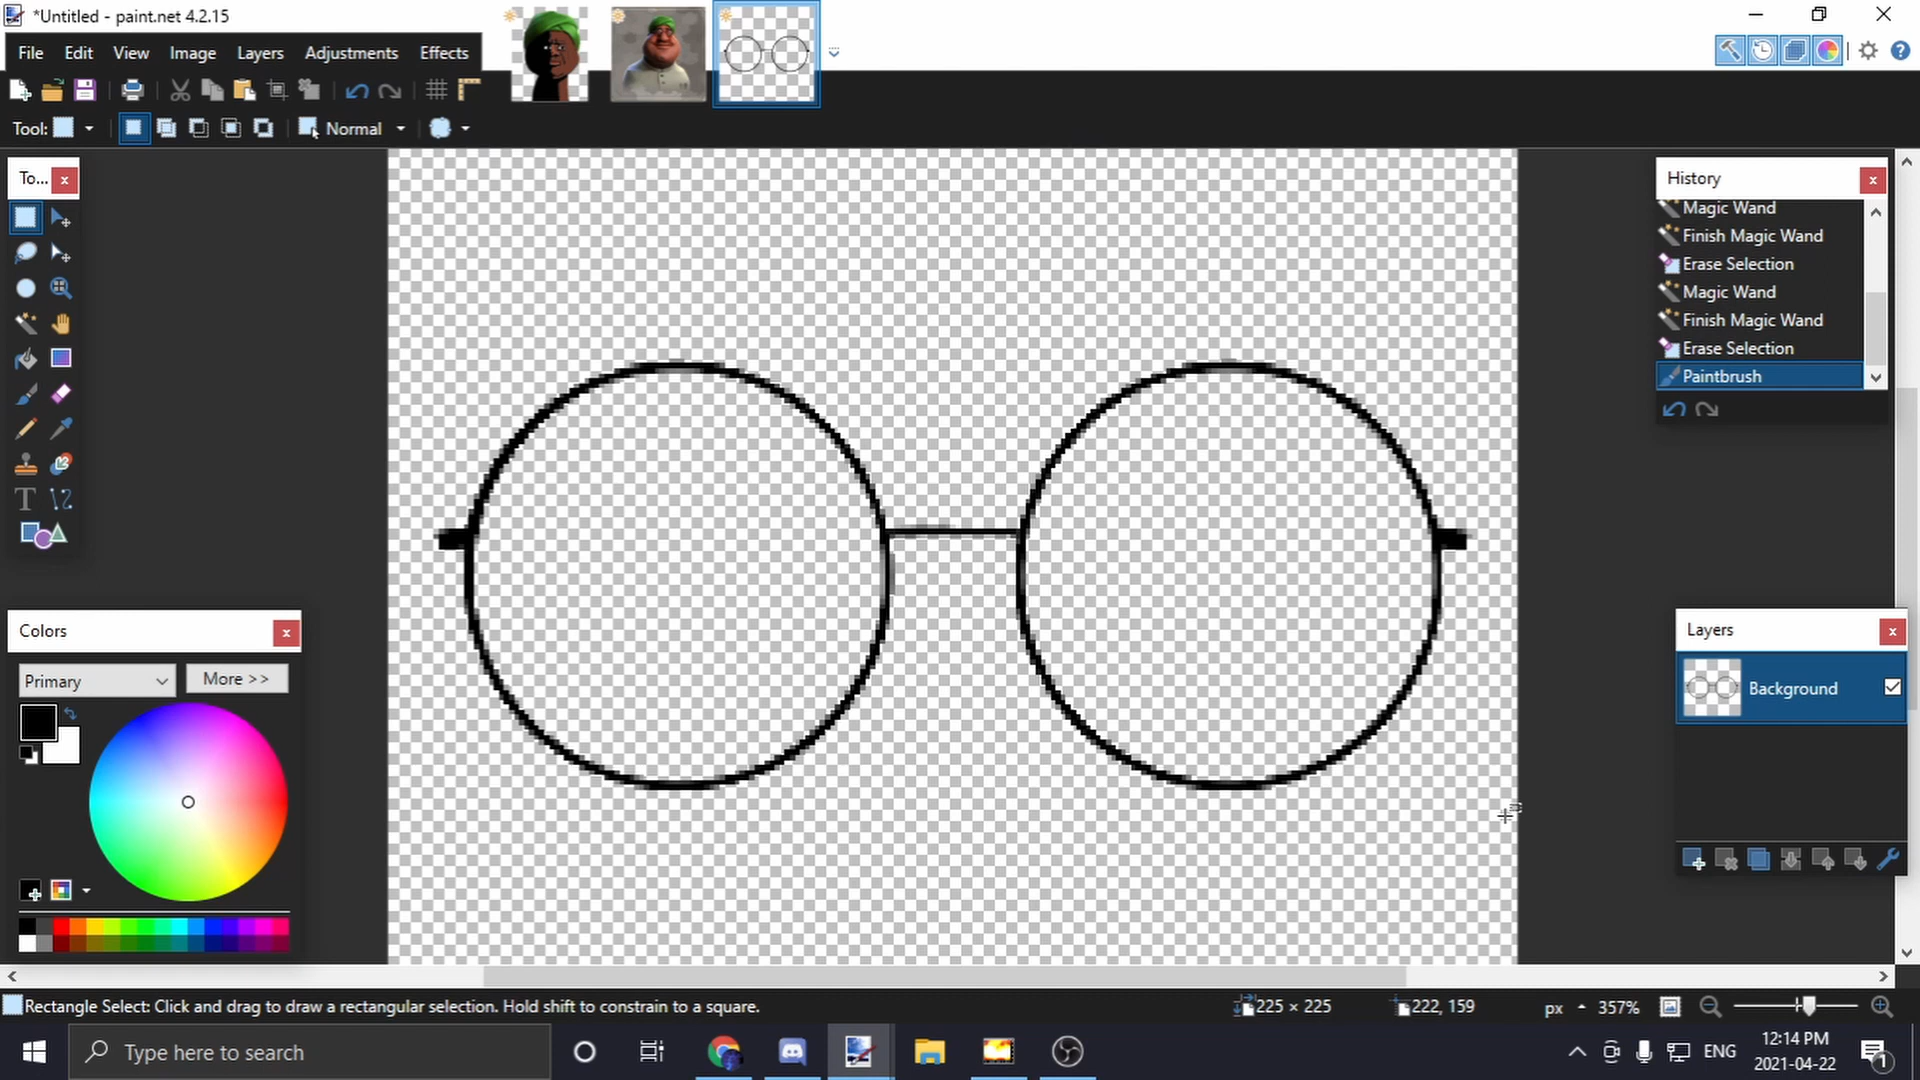 *Untitled - paint.net 4.2.15
File Edit View Image Layers Adjustments Effects
Tool: Normal
To...
History
Magic Wand
Finish Magic Wand
Erase Selection
Magic Wand
Finish Magic Wand
Erase Selection
Paintbrush
Colors
Primary
More >>
Layers
Background
Rectangle Select: Click and drag to draw a rectangular selection. Hold shift to constrain to a square.
225 × 225
222, 159
px
357%
Type here to search
ENG
12:14 PM
2021-04-22
1